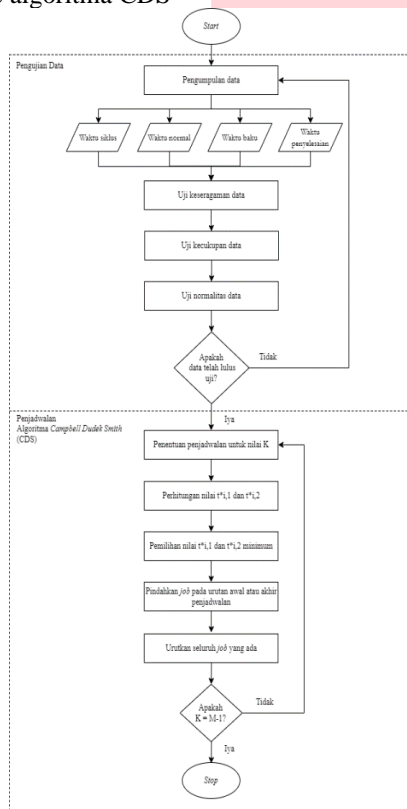 algoritma CDS
Start
Pengujian Data
Pengumpulan data
Waktu siklus
Waktu normal
Waktu baku
Waktu
penyelesaian
Uji keseragaman data
Uji kecukupan data
Uji normalitas data
Apakah
data telah lulus
uji?
Tidak
Iya
Penjadwalan
Algoritma Campbell Dudek Smith
(CDS)
Penentuan penjadwalan untuk nilai K
Perhitungan nilai t*i,1 dan t*i,2
Pemilihan nilai t*i,1 dan t*i,2 minimum
Pindahkan job pada urutan awal atau akhir
penjadwalan
Urutkan seluruh job yang ada
Apakah
K = M-1?
Tidak
Iya
Stop